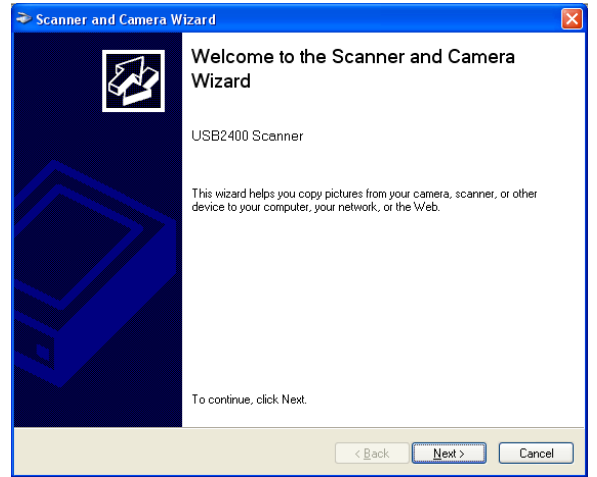 Scanner and Camera Wizard
Welcome to the Scanner and Camera
Wizard
USB2400 Scanner
This wizard helps you copy pictures from your camera, scanner, or other
device to your computer, your network, or the Web.
To continue, click Next.
< Back Next > Cancel